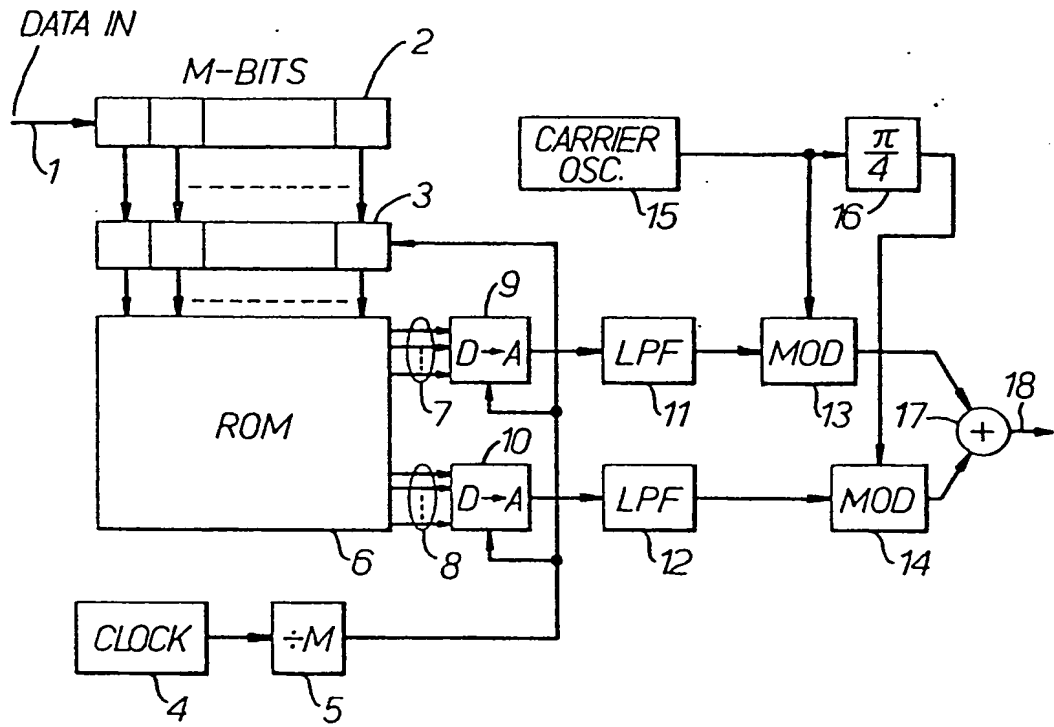 DATA IN
M-BITS
2
1
3
CARRIER
OSC.
15
π/4
16
9
D→A
7
LPF
11
MOD
13
17
+
18
ROM
6
10
D→A
8
LPF
12
MOD
14
CLOCK
4
÷M
5